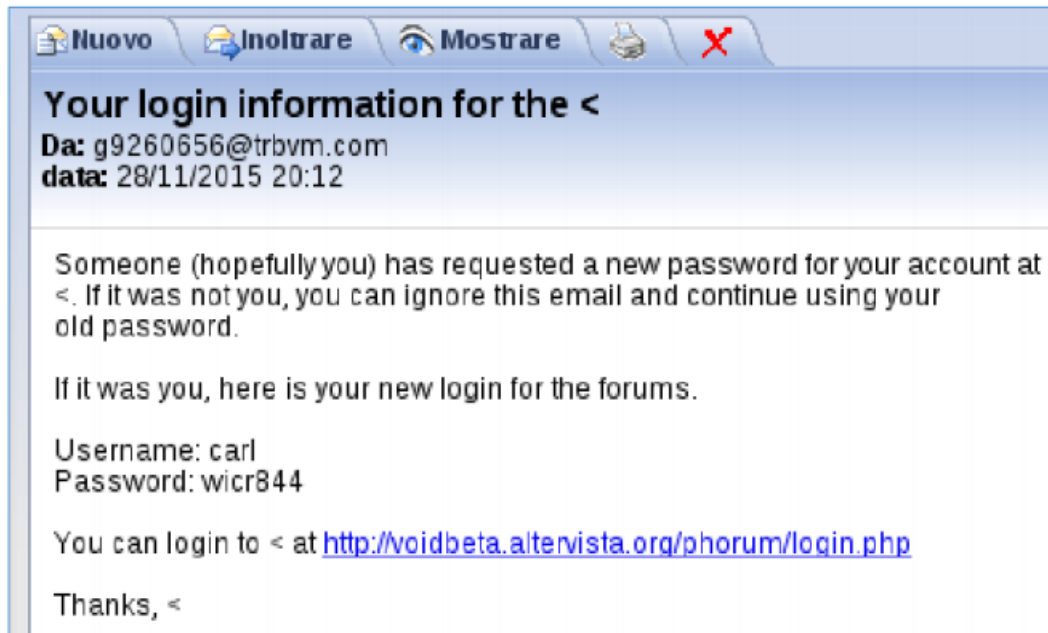 Nuovo Inoltrare Mostrare
Your login information for the <
Da: g9260656@trbvm.com
data: 28/11/2015 20:12
Someone (hopefully you) has requested a new password for your account at
<. If it was not you, you can ignore this email and continue using your
old password.
If it was you, here is your new login for the forums.
Username: carl
Password: wicr844
You can login to < at http://voidbeta.altervista.org/phorum/login.php
Thanks, <